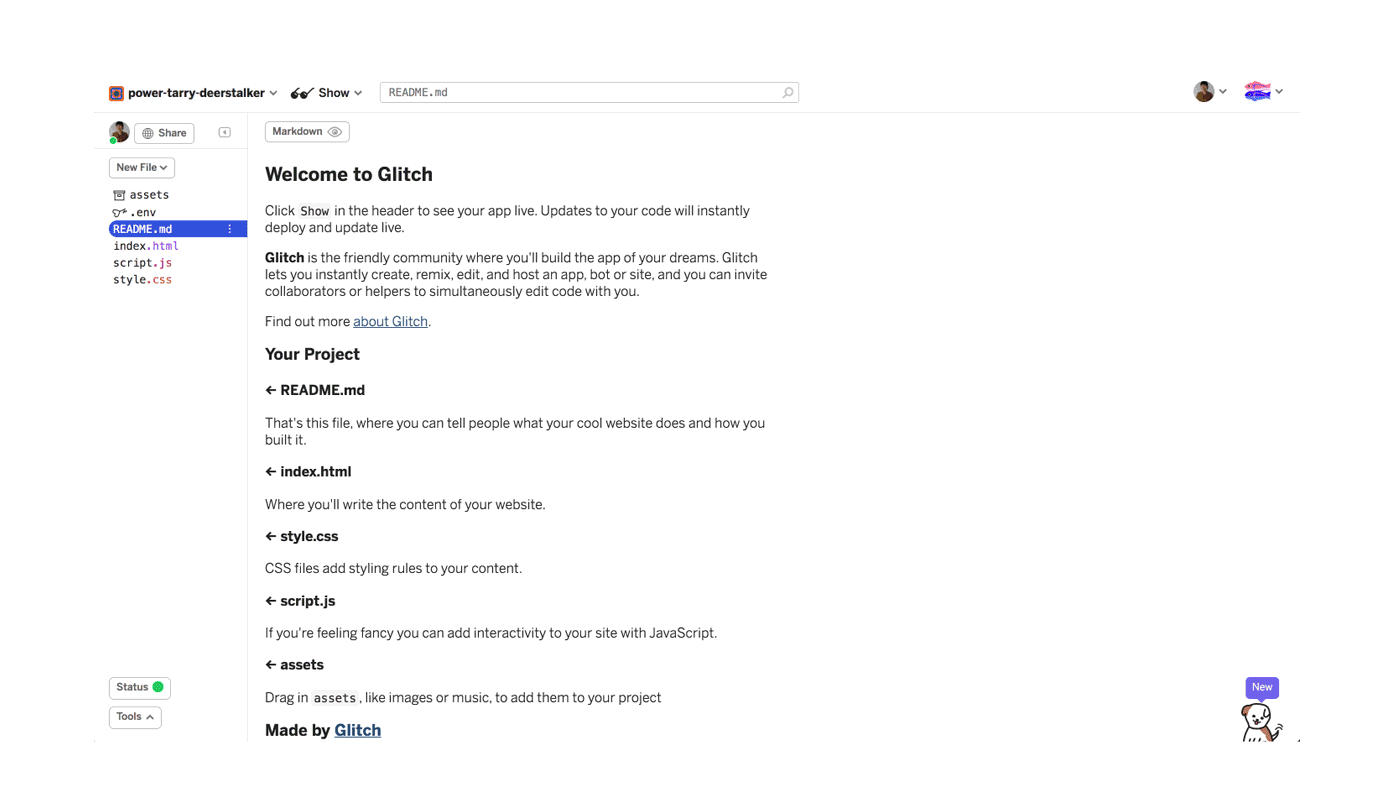 power-tarry-deerstalker Show README.md
Share Markdown
New File
assets
.env
README.md
index.html
script.js
style.css
Welcome to Glitch
Click Show in the header to see your app live. Updates to your code will instantly
deploy and update live.
Glitch is the friendly community where you'll build the app of your dreams. Glitch
lets you instantly create, remix, edit, and host an app, bot or site, and you can invite
collaborators or helpers to simultaneously edit code with you.
Find out more about Glitch.
Your Project
← README.md
That's this file, where you can tell people what your cool website does and how you
built it.
← index.html
Where you'll write the content of your website.
← style.css
CSS files add styling rules to your content.
← script.js
If you're feeling fancy you can add interactivity to your site with JavaScript.
← assets
Drag in assets, like images or music, to add them to your project
Made by Glitch
Status
Tools
New